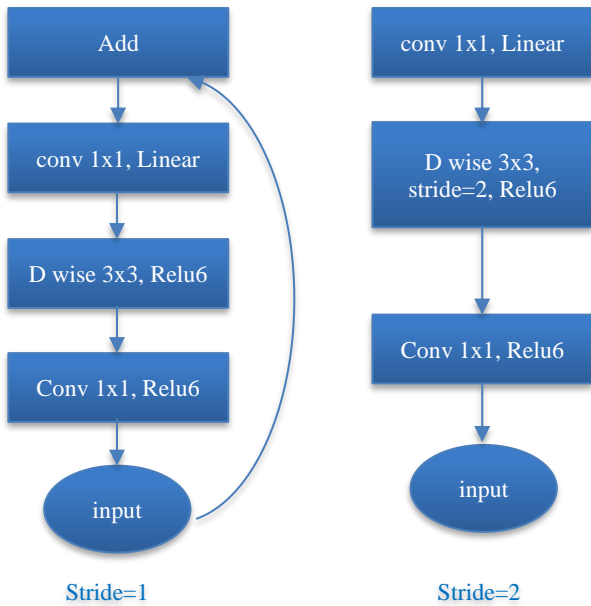 Add
conv 1x1, Linear
D wise 3x3, Relu6
Conv 1x1, Relu6
input
Stride=1
conv 1x1, Linear
D wise 3x3,
stride=2, Relu6
Conv 1x1, Relu6
input
Stride=2